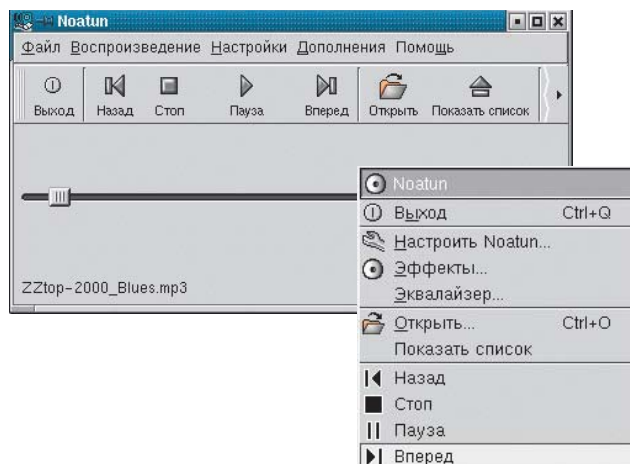 Noatun
Файл Воспроизведение Настройки Дополнения Помощь
Выход Назад Стоп Пауза Вперед Открыть Показать список
ZZtop-2000_Blues.mp3
Noatun
Выход Ctrl+Q
Настроить Noatun...
Эффекты...
Эквалайзер...
Открыть... Ctrl+O
Показать список
Назад
Стоп
Пауза
Вперед